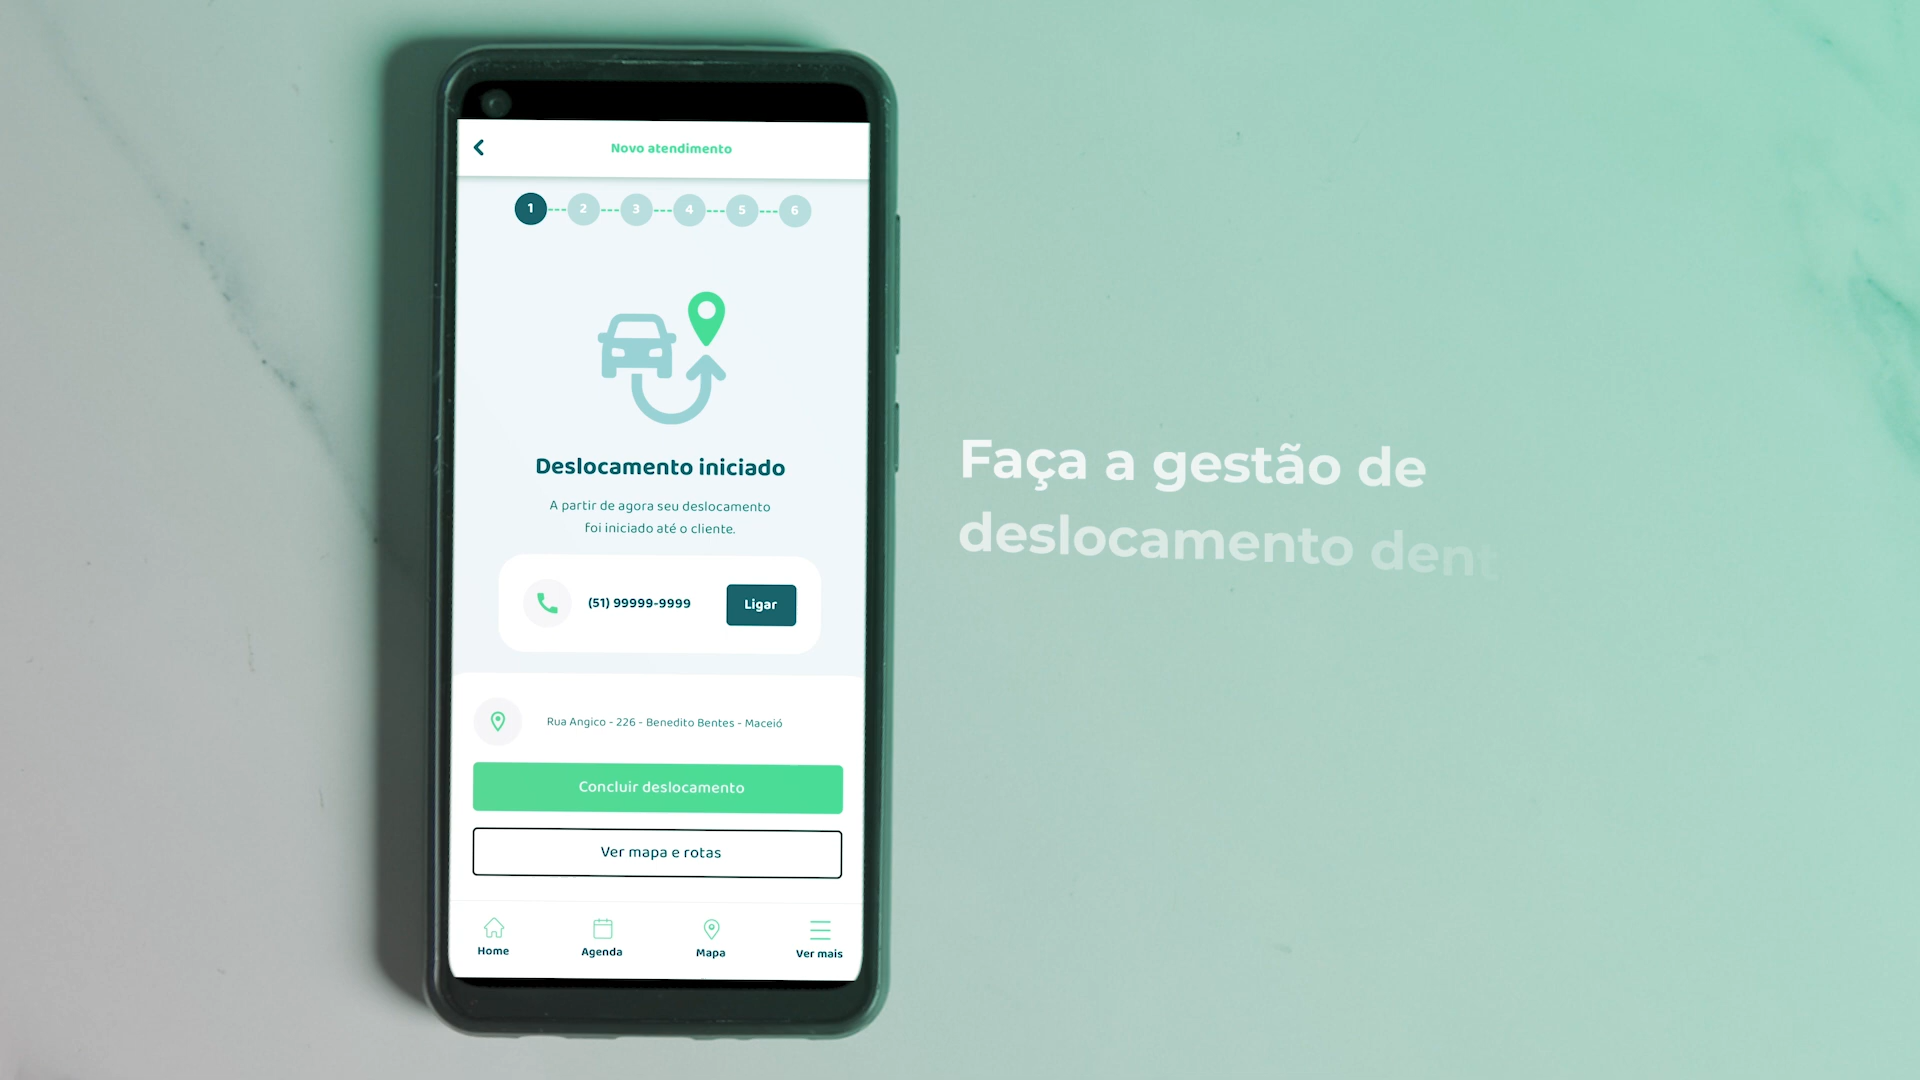 Novo atendimento
1 2 3 4 5 6
Deslocamento iniciado
A partir de agora seu deslocamento
foi iniciado até o cliente.
(51) 99999-9999
Ligar
Rua Angico - 226 - Benedito Bentes - Maceió
Concluir deslocamento
Ver mapa e rotas
Home Agenda Mapa Ver mais
Faça a gestão de
deslocamento dent